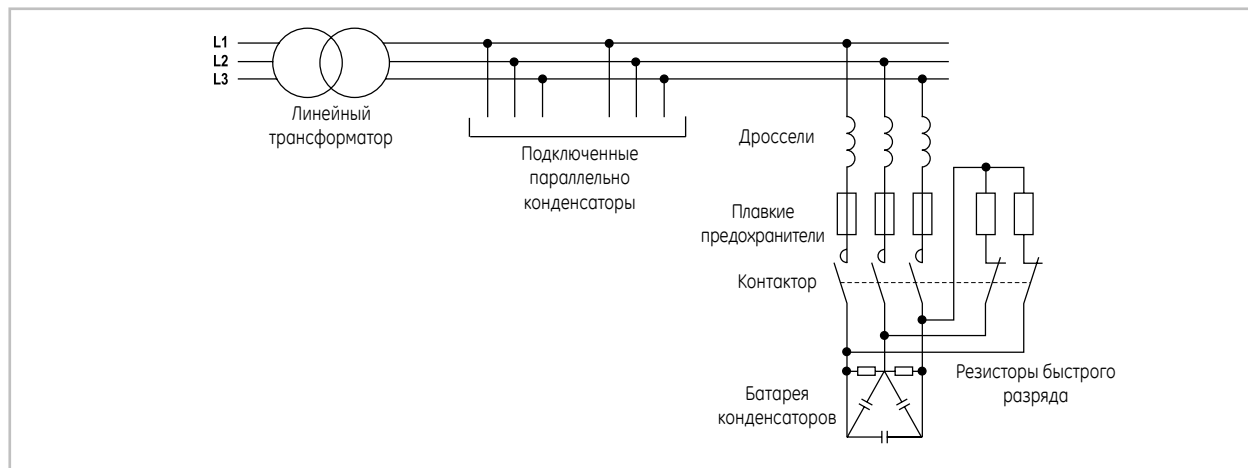 L1
L2
L3
Линейный
трансформатор
Подключенные
параллельно
конденсаторы
Дроссели
Плавкие
предохранители
Контактор
Резисторы быстрого
разряда
Батарея
конденсаторов